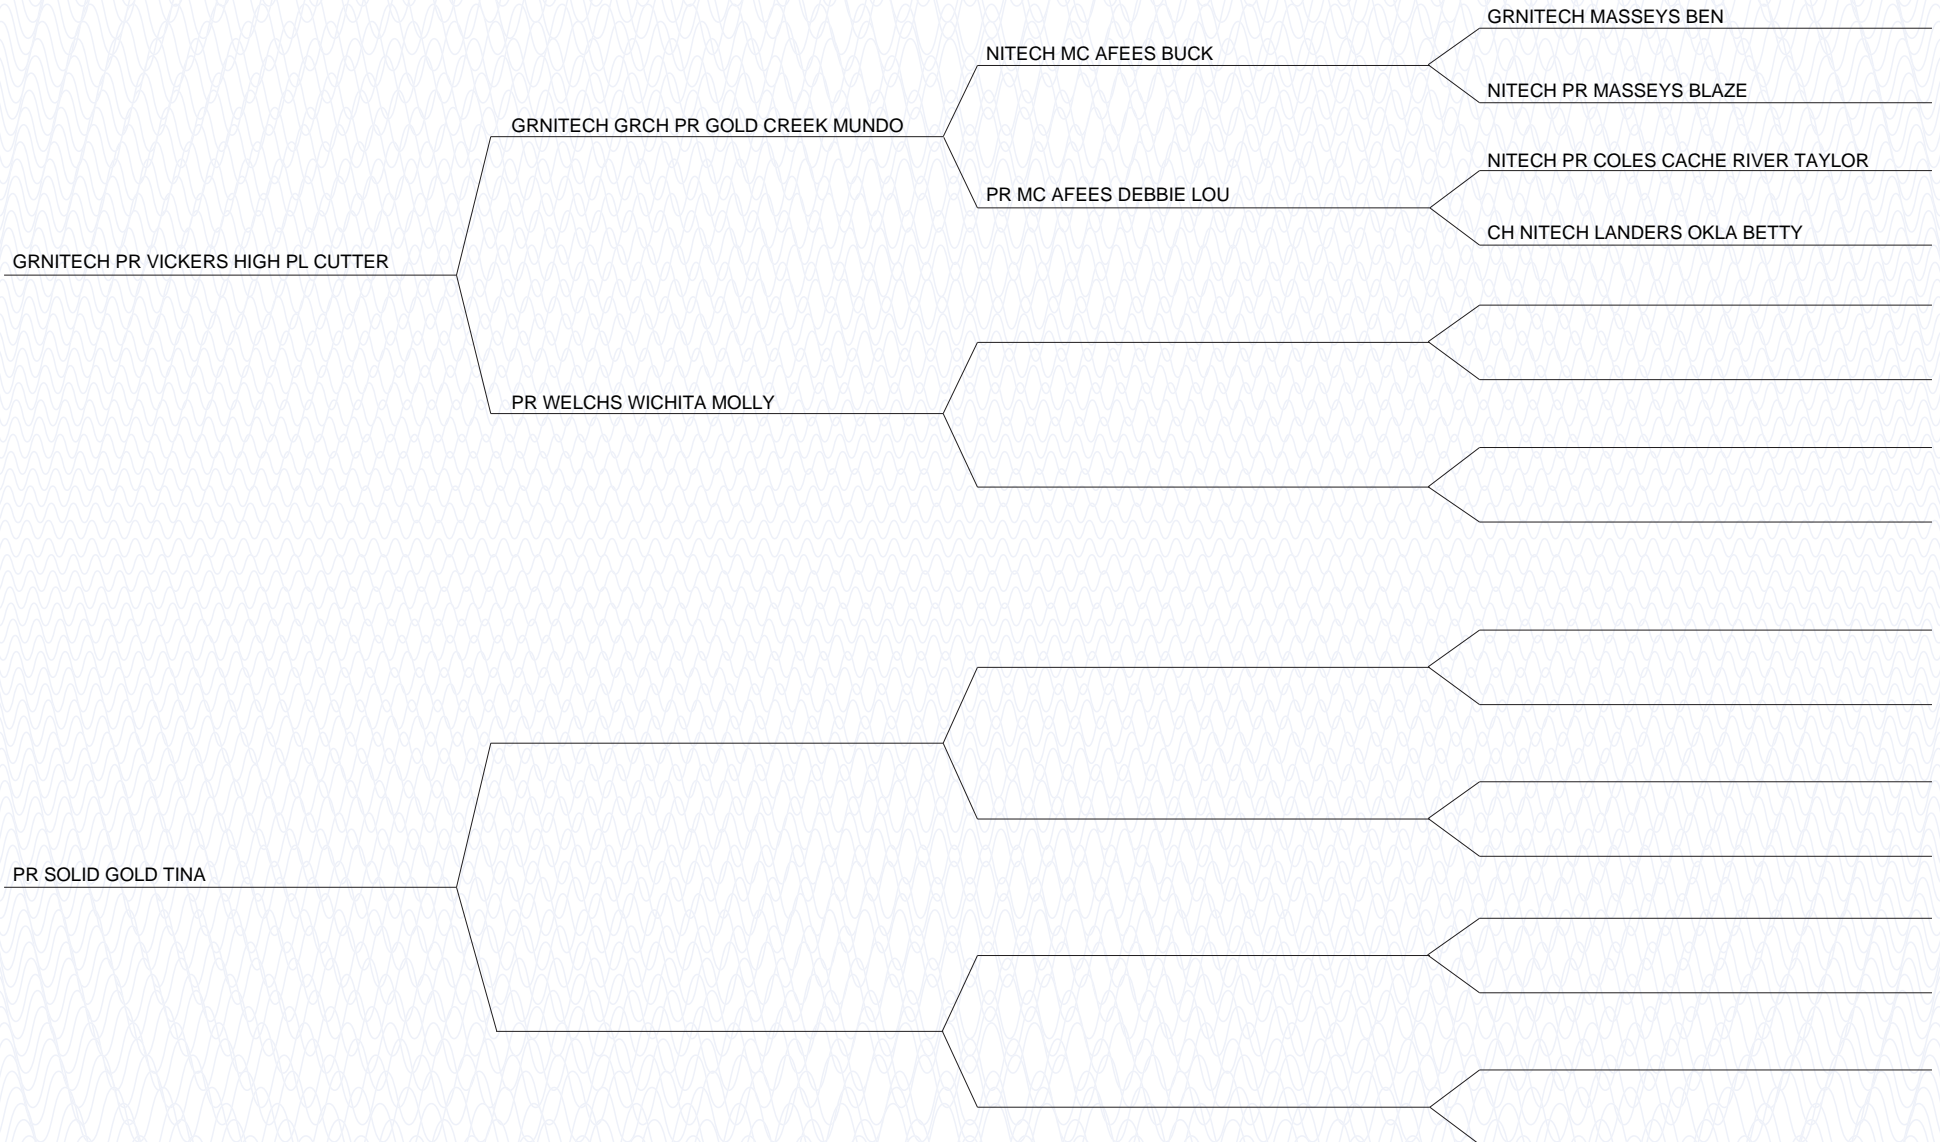 GRNITECH MASSEYS BEN
NITECH MC AFEES BUCK
NITECH PR MASSEYS BLAZE
GRNITECH GRCH PR GOLD CREEK MUNDO
NITECH PR COLES CACHE RIVER TAYLOR
PR MC AFEES DEBBIE LOU
CH NITECH LANDERS OKLA BETTY
GRNITECH PR VICKERS HIGH PL CUTTER
PR WELCHS WICHITA MOLLY
PR SOLID GOLD TINA